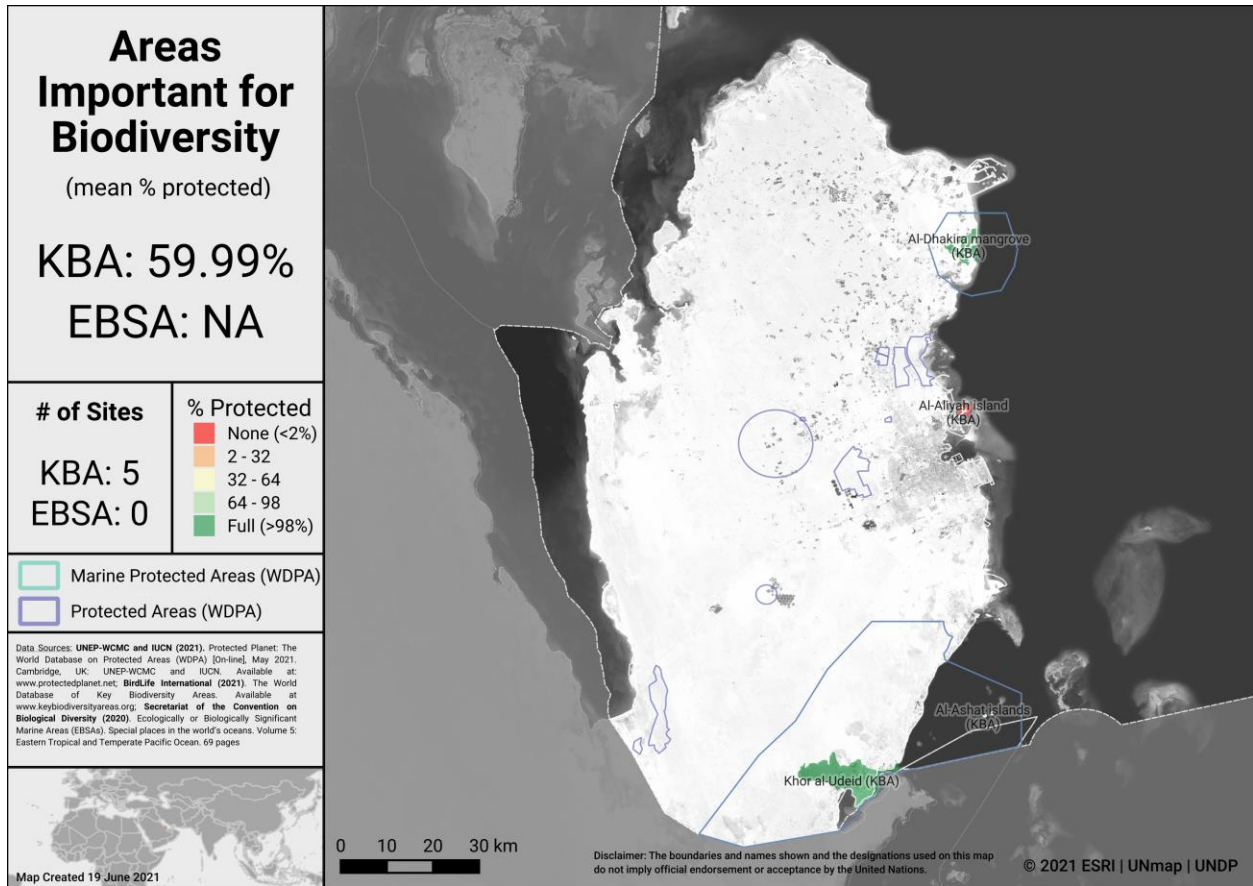 Areas
Important for
Biodiversity
(mean % protected)
KBA: 59.99%
EBSA: NA
# of Sites
KBA: 5
EBSA: 0
% Protected
None (<2%)
2 - 32
32 - 64
64 - 98
Full (>98%)
Marine Protected Areas (WDPA)
Protected Areas (WDPA)
Data Sources: UNEP-WCMC and IUCN (2021). Protected Planet: The
World Database on Protected Areas (WDPA) [On-line], May 2021.
Cambridge, UK: UNEP-WCMC and IUCN. Available at:
www.protectedplanet.net; BirdLife International (2021). The World
Database of Key Biodiversity Areas. Available at
www.keybiodiversityareas.org; Secretariat of the Convention on
Biological Diversity (2020). Ecologically or Biologically Significant
Marine Areas (EBSAs). Special places in the world's oceans. Volume 5:
Eastern Tropical and Temperate Pacific Ocean. 69 pages
Map Created 19 June 2021
Al-Dhakira mangrove
(KBA)
Al-Aliyah island
(KBA)
Al-Ashat islands
(KBA)
Khor al-Udeid (KBA)
0 10 20 30 km
Disclaimer: The boundaries and names shown and the designations used on this map
do not imply official endorsement or acceptance by the United Nations.
© 2021 ESRI | UNmap | UNDP